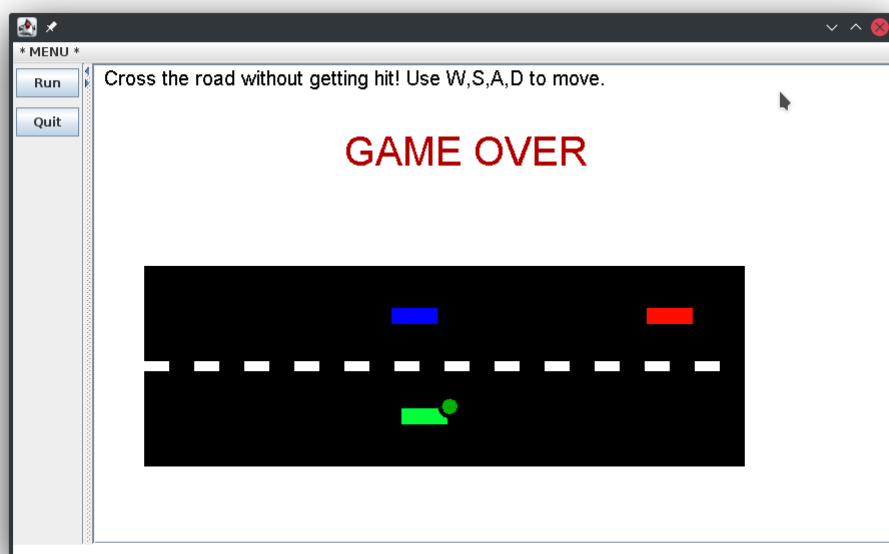 * MENU *
Run
Quit
Cross the road without getting hit! Use W,S,A,D to move.
GAME OVER